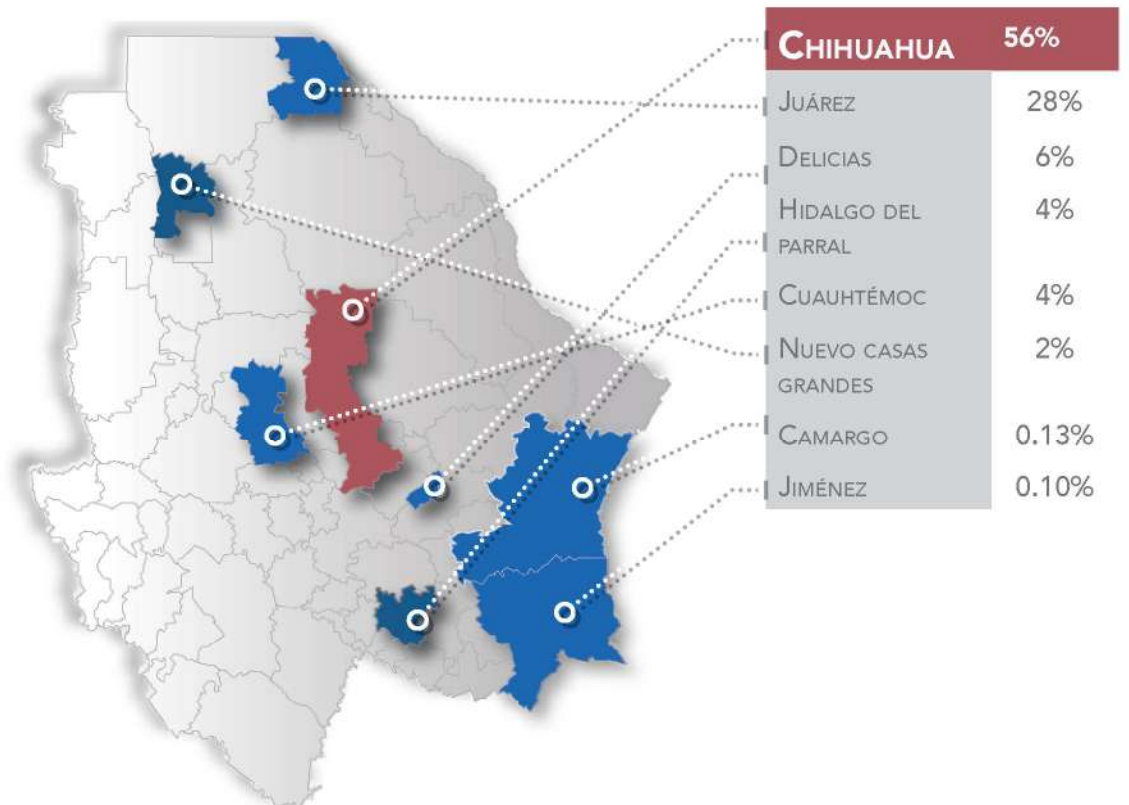 CHIHUAHUA 56%
JUÁREZ 28%
DELICIAS 6%
HIDALGO DEL 4%
PARRAL
CUAUHTÉMOC 4%
NUEVO CASAS 2%
GRANDES
CAMARGO 0.13%
JIMÉNEZ 0.10%